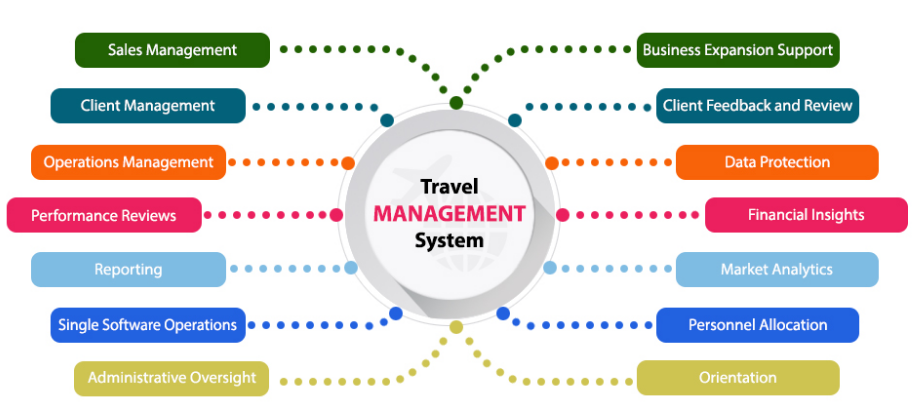 Sales Management
Business Expansion Support
Client Management
Client Feedback and Review
Operations Management
Data Protection
Travel
MANAGEMENT
System
Performance Reviews
Financial Insights
Reporting
Market Analytics
Single Software Operations
Personnel Allocation
Administrative Oversight
Orientation